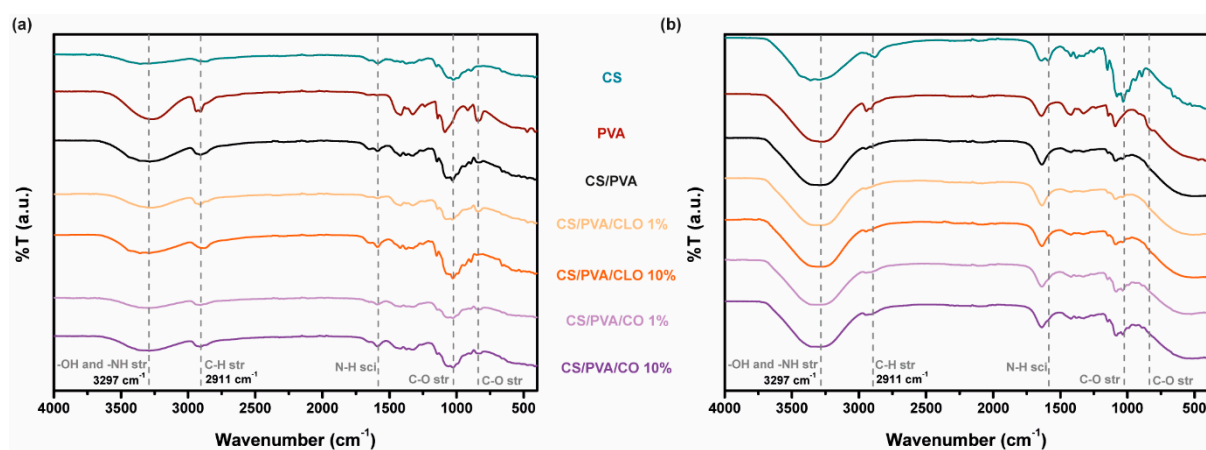 (a)
(b)
%T (a.u.)
CS
PVA
CS/PVA
CS/PVA/CLO 1%
CS/PVA/CLO 10%
CS/PVA/CO 1%
CS/PVA/CO 10%
-OH and -NH str
3297 cm⁻¹
C-H str
2911 cm⁻¹
N-H sci
C-O str
C-O str
4000 3500 3000 2500 2000 1500 1000 500
Wavenumber (cm⁻¹)
%T (a.u.)
-OH and -NH str
3297 cm⁻¹
C-H str
2911 cm⁻¹
N-H sci
C-O str
C-O str
4000 3500 3000 2500 2000 1500 1000 500
Wavenumber (cm⁻¹)